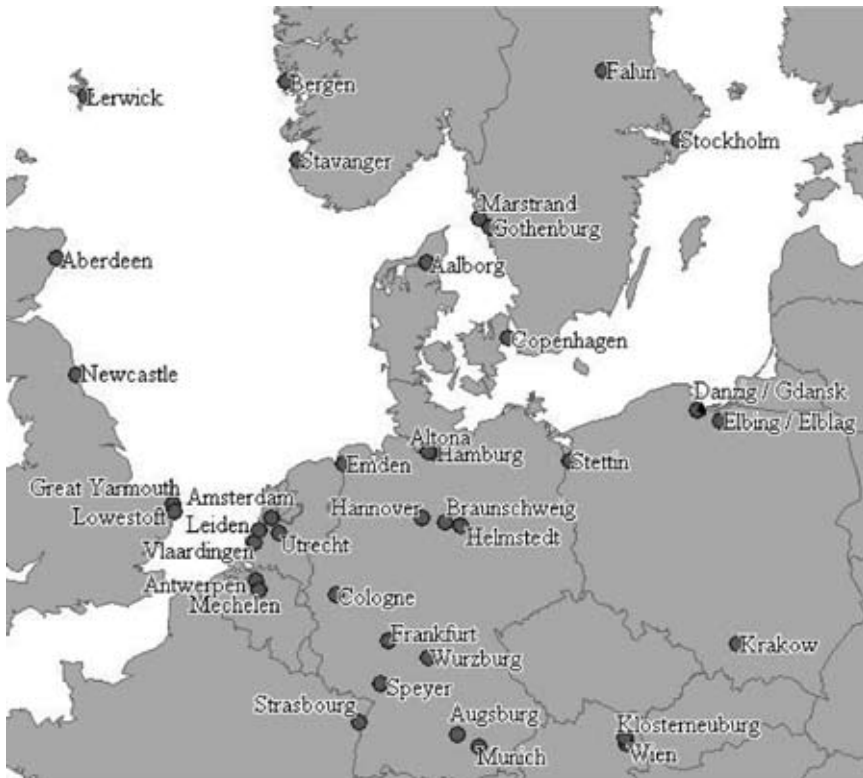 Bergen
Falun
Lerwick
Stockholm
Stavanger
Marstrand
Gothenburg
Aberdeen
Aalborg
Copenhagen
Newcastle
Danzig / Gdansk
Elbing / Elblag
Altona
Hamburg
Emden
Stettin
Great Yarmouth
Amsterdam
Lowestoft
Leiden
Hannover
Braunschweig
Helmstedt
Vlaardingen
Utrecht
Antwerpen
Mechelen
Cologne
Frankfurt
Wurzburg
Krakow
Speyer
Strasbourg
Augsburg
Klosterneuburg
Munich
Wien